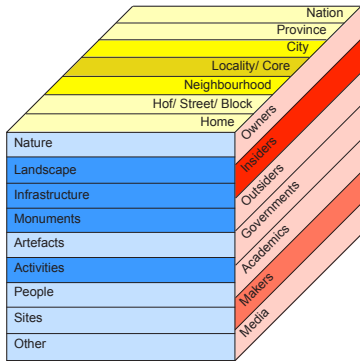 Nation
Province
City
Locality/ Core
Neighbourhood
Hof/ Street/ Block
Home
Nature
Landscape
Infrastructure
Monuments
Artefacts
Activities
People
Sites
Other
Owners
Insiders
Outsiders
Governments
Academics
Makers
Media